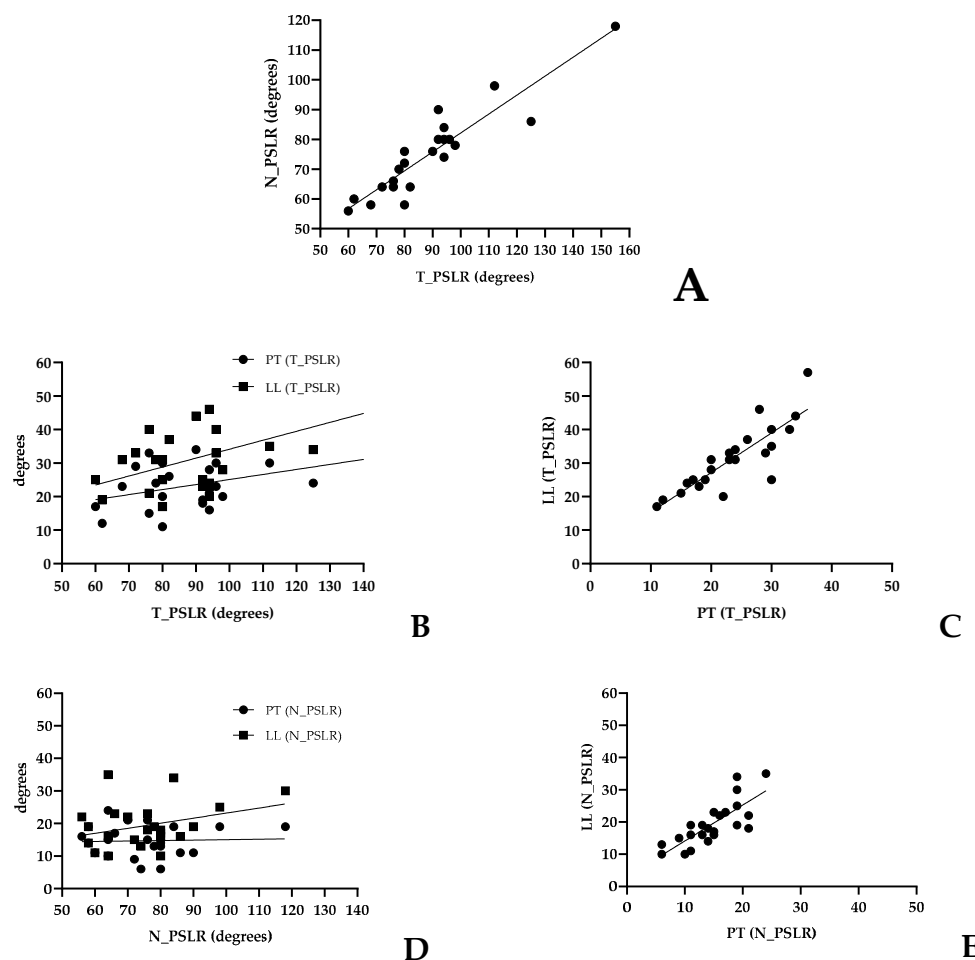 120
110
100
90
80
70
60
50
N_PSLR (degrees)
50 60 70 80 90 100 110 120 130 140 150 160
T_PSLR (degrees)
A
PT (T_PSLR)
LL (T_PSLR)
60
50
40
30
20
10
0
degrees
50 60 70 80 90 100 110 120 130 140
T_PSLR (degrees)
B
60
50
40
30
20
10
0
LL (T_PSLR)
0 10 20 30 40 50
PT (T_PSLR)
C
PT (N_PSLR)
LL (N_PSLR)
60
50
40
30
20
10
0
degrees
50 60 70 80 90 100 110 120 130 140
N_PSLR (degrees)
D
60
50
40
30
20
10
0
LL (N_PSLR)
0 10 20 30 40 50
PT (N_PSLR)
E